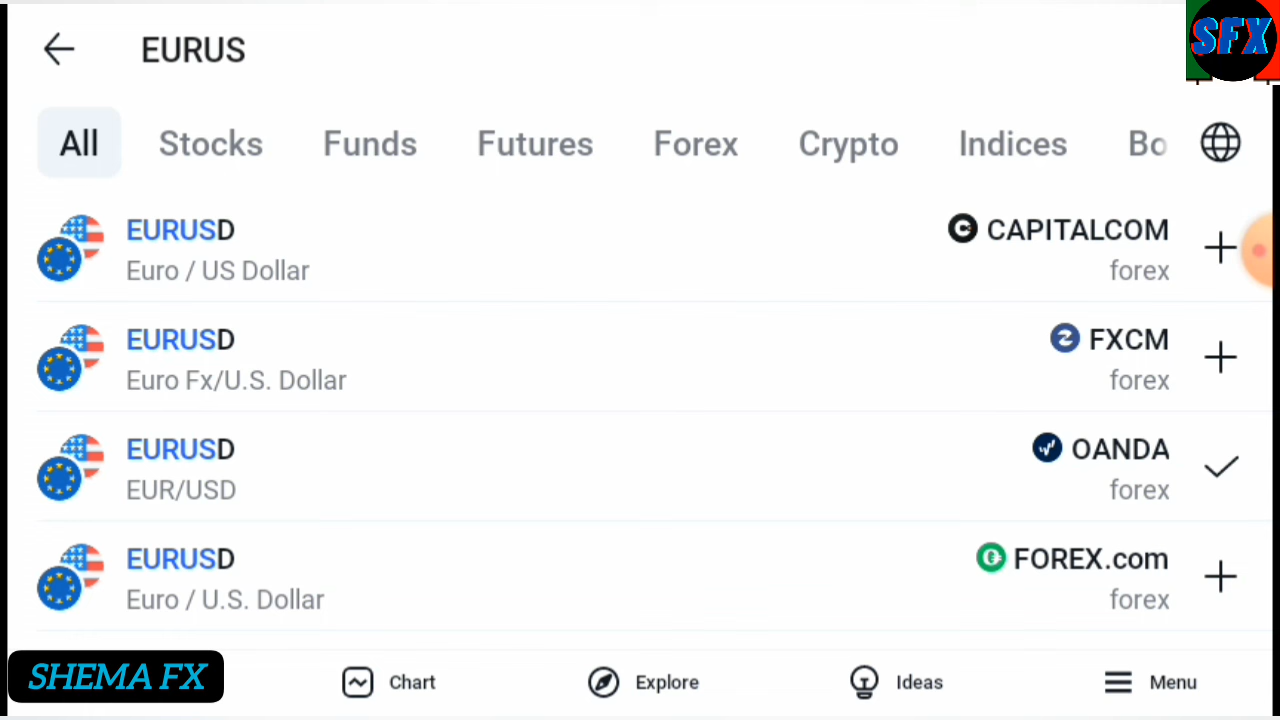 EURUS
SFX
All Stocks Funds Futures Forex Crypto Indices Bo
EURUSD CAPITALCOM
Euro / US Dollar forex
EURUSD FXCM
Euro Fx/U.S. Dollar forex
EURUSD OANDA
EUR/USD forex
EURUSD FOREX.com
Euro / U.S. Dollar forex
SHEMA FX Chart Explore Ideas Menu